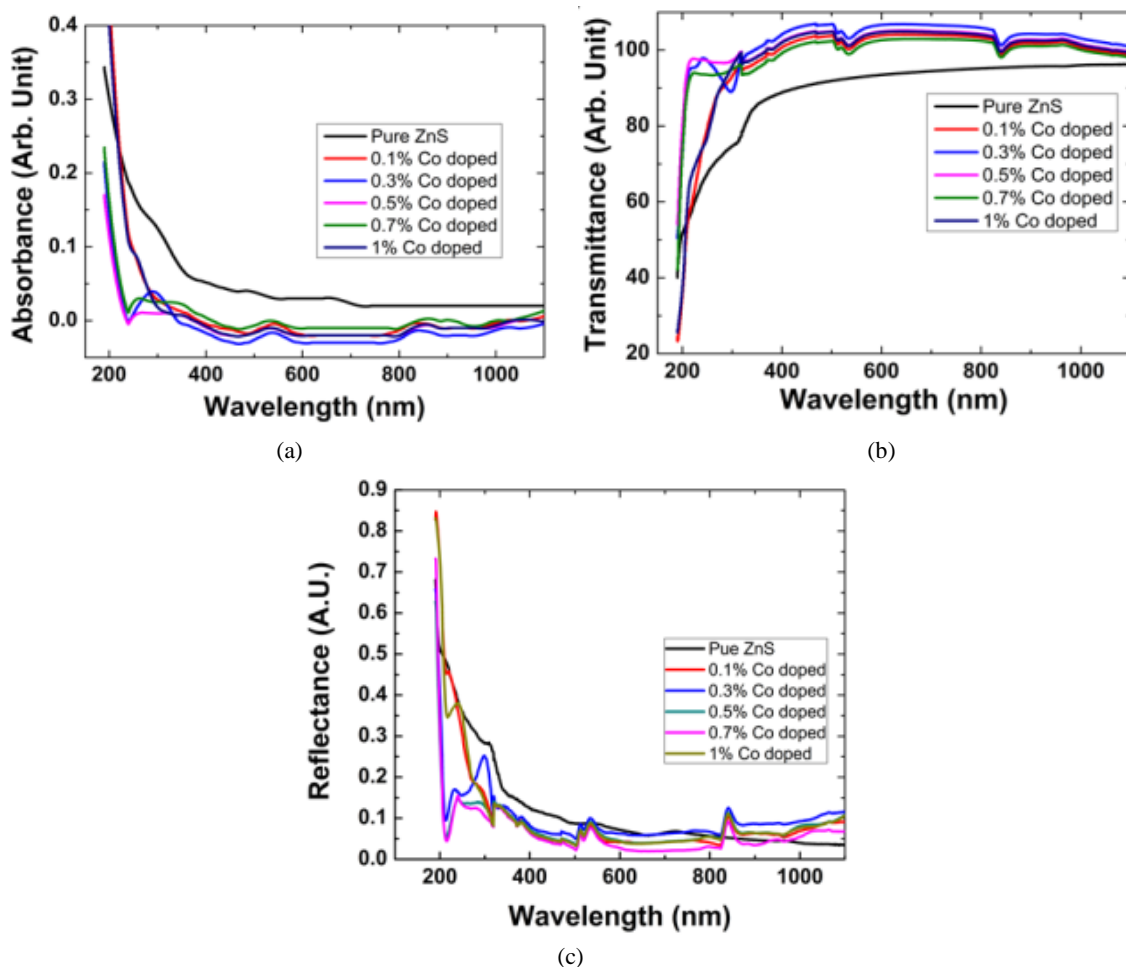 0.4
0.3
0.2
0.1
0.0
Absorbance (Arb. Unit)
Pure ZnS
0.1% Co doped
0.3% Co doped
0.5% Co doped
0.7% Co doped
1% Co doped
200 400 600 800 1000
Wavelength (nm)
(a)
100
80
60
40
20
Transmittance (Arb. Unit)
Pure ZnS
0.1% Co doped
0.3% Co doped
0.5% Co doped
0.7% Co doped
1% Co doped
200 400 600 800 1000
Wavelength (nm)
(b)
0.9
0.8
0.7
0.6
0.5
0.4
0.3
0.2
0.1
0.0
Reflectance (A.U.)
Pue ZnS
0.1% Co doped
0.3% Co doped
0.5% Co doped
0.7% Co doped
1% Co doped
200 400 600 800 1000
Wavelength (nm)
(c)